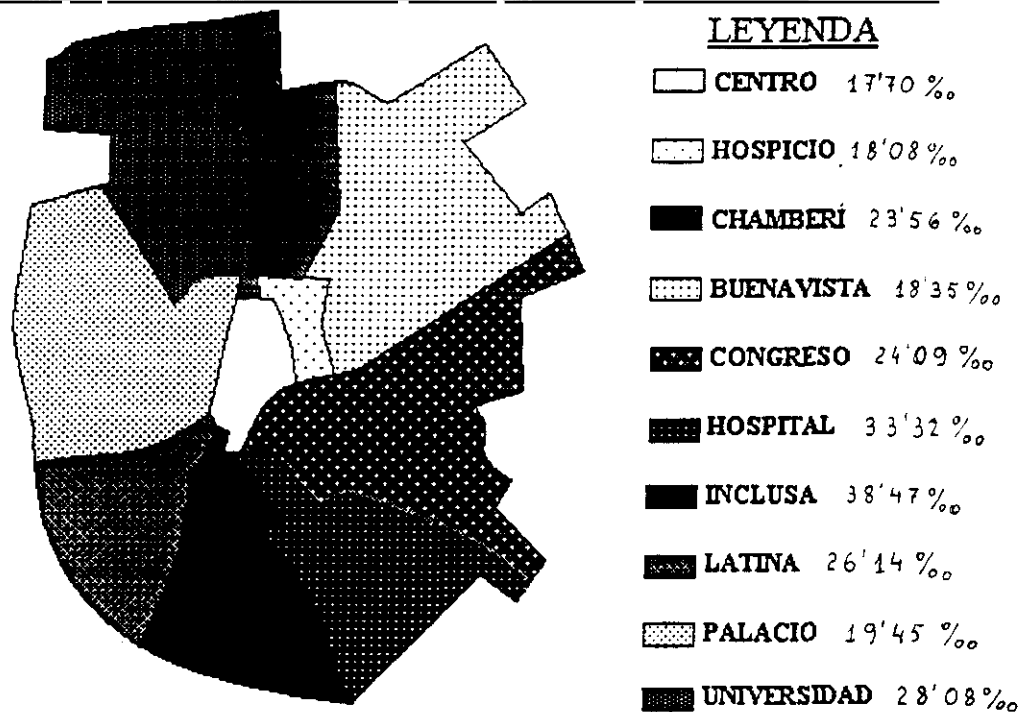 LEYENDA
CENTRO 17'70 ‰
HOSPICIO 18'08 ‰
CHAMBERÍ 23'56 ‰
BUENAVISTA 18'35 ‰
CONGRESO 24'09 ‰
HOSPITAL 33'32 ‰
INCLUSA 38'47 ‰
LATINA 26'14 ‰
PALACIO 19'45 ‰
UNIVERSIDAD 28'08 ‰